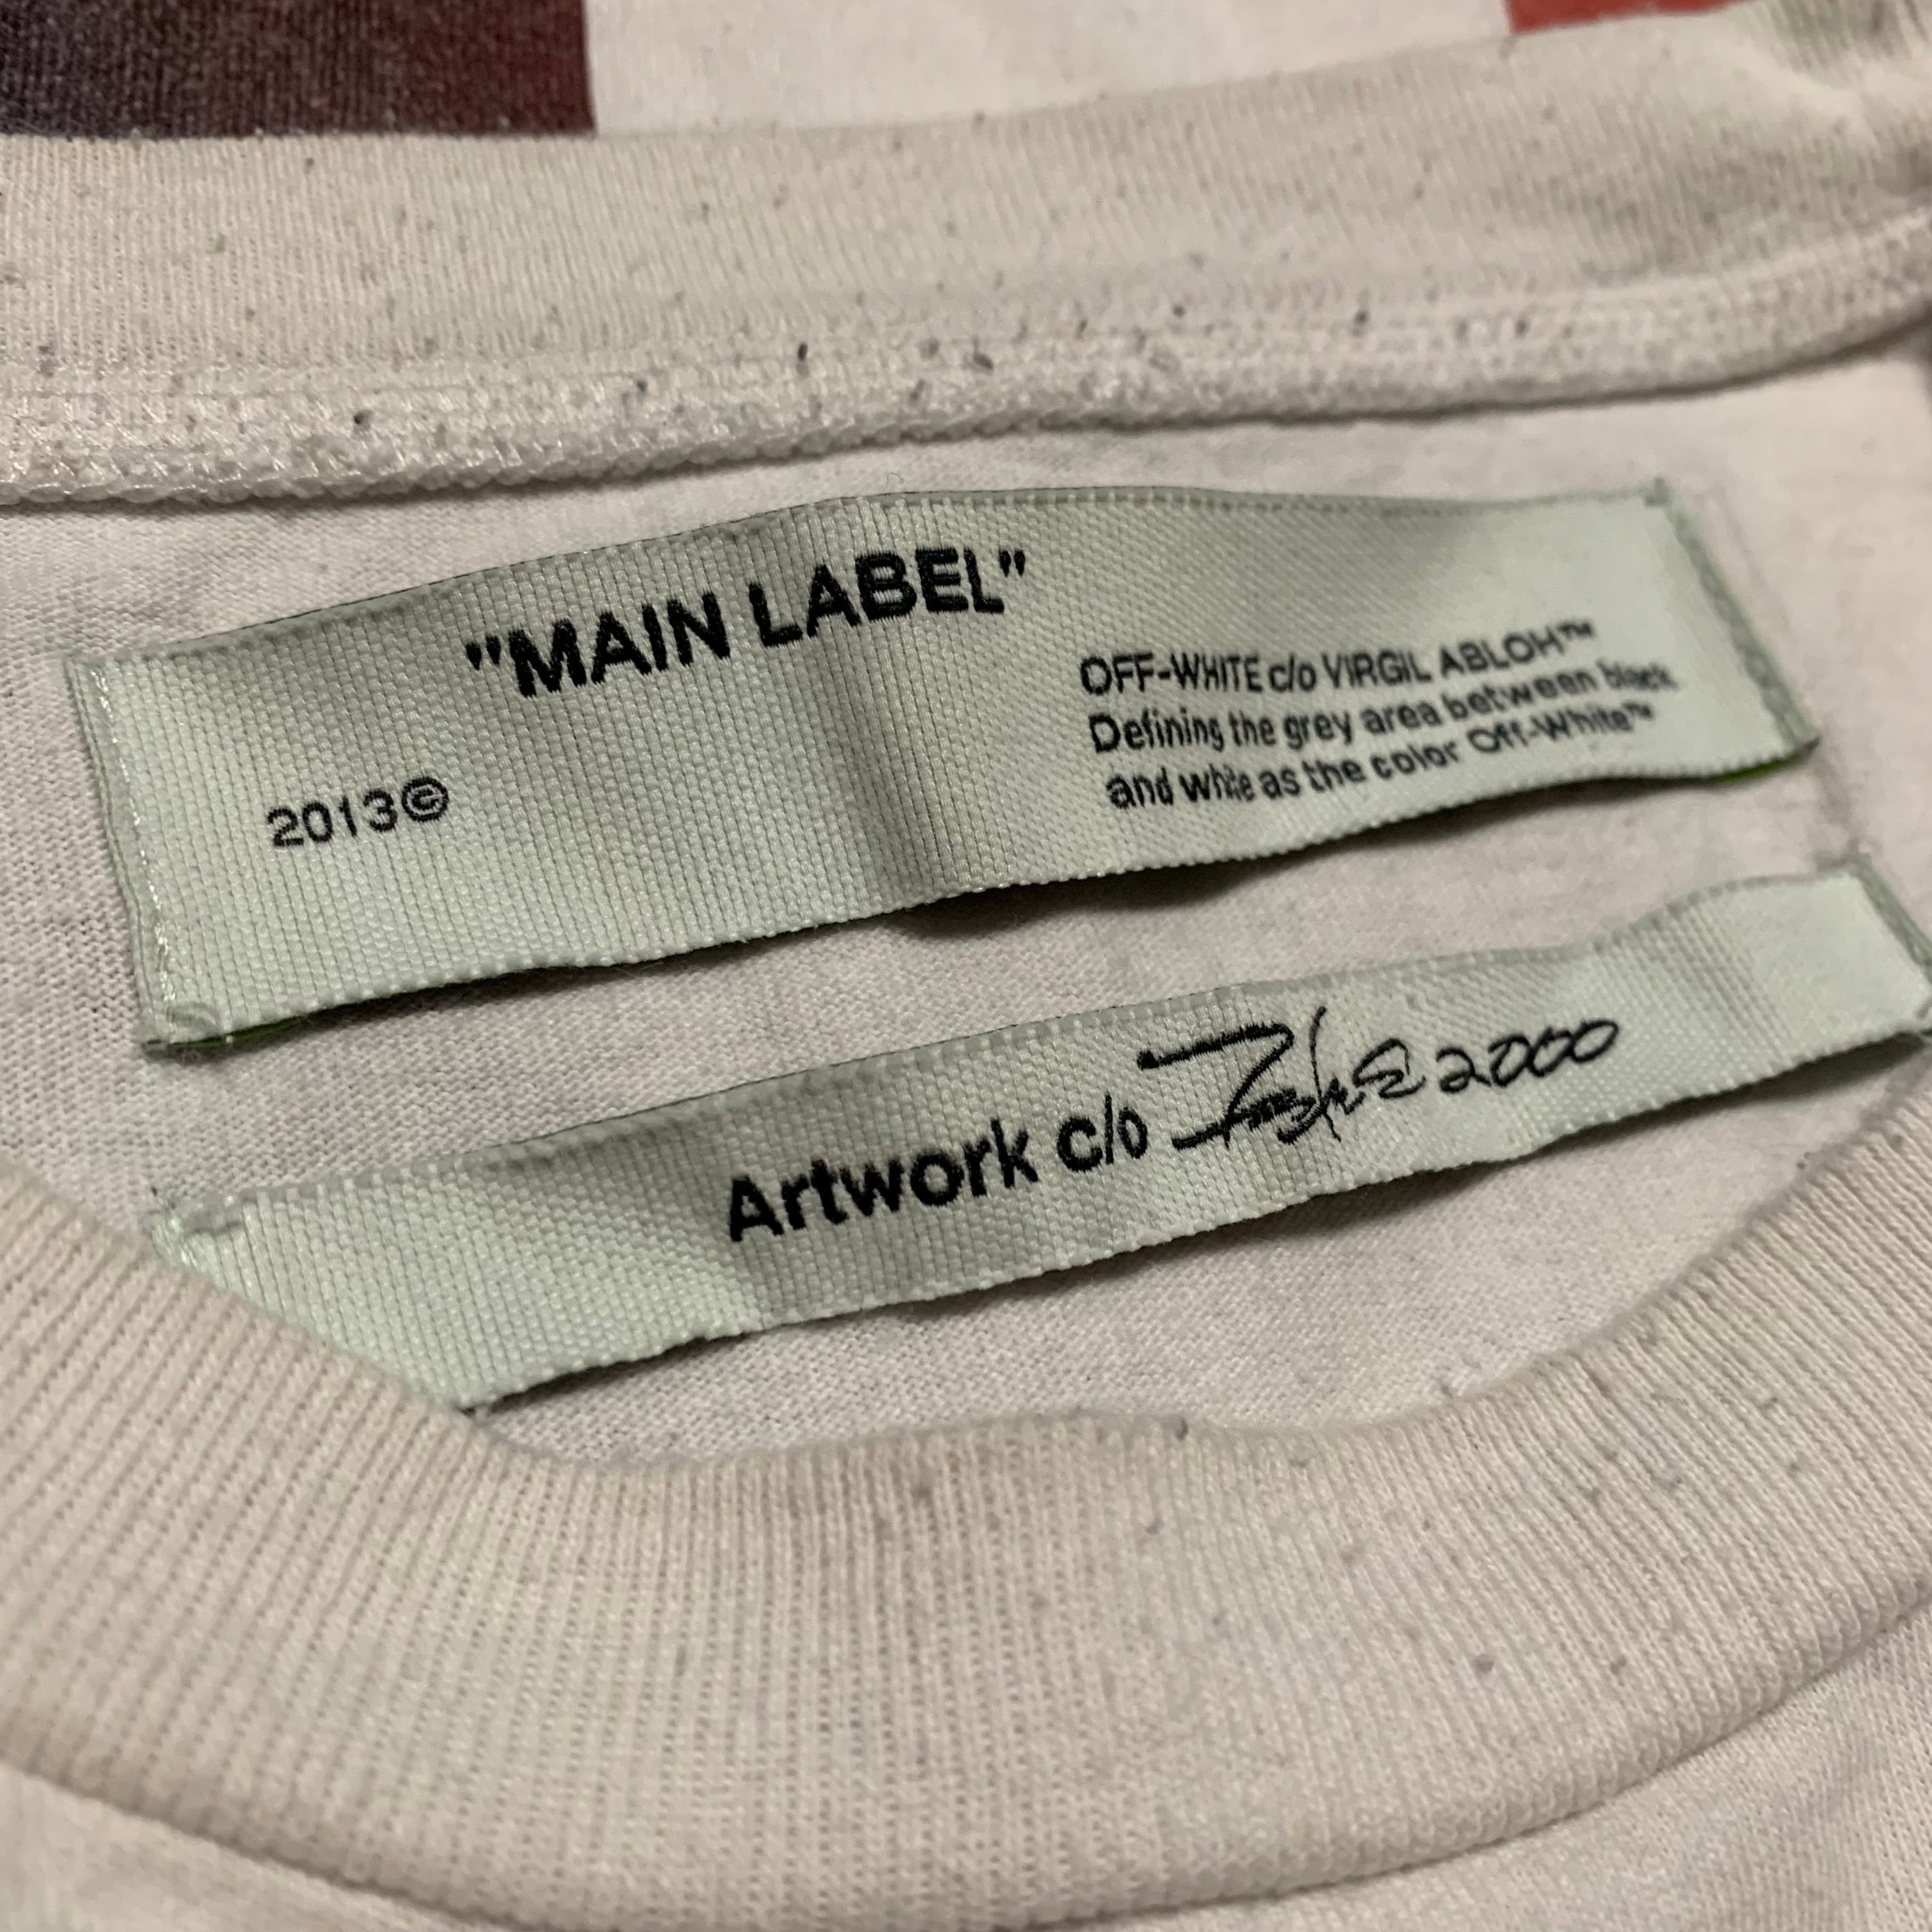 "MAIN LABEL"
2013©
OFF-WHITE c/o VIRGIL ABLOH™
Defining the grey area between black
and white as the color Off-White™
Artwork c/o Futura 2000